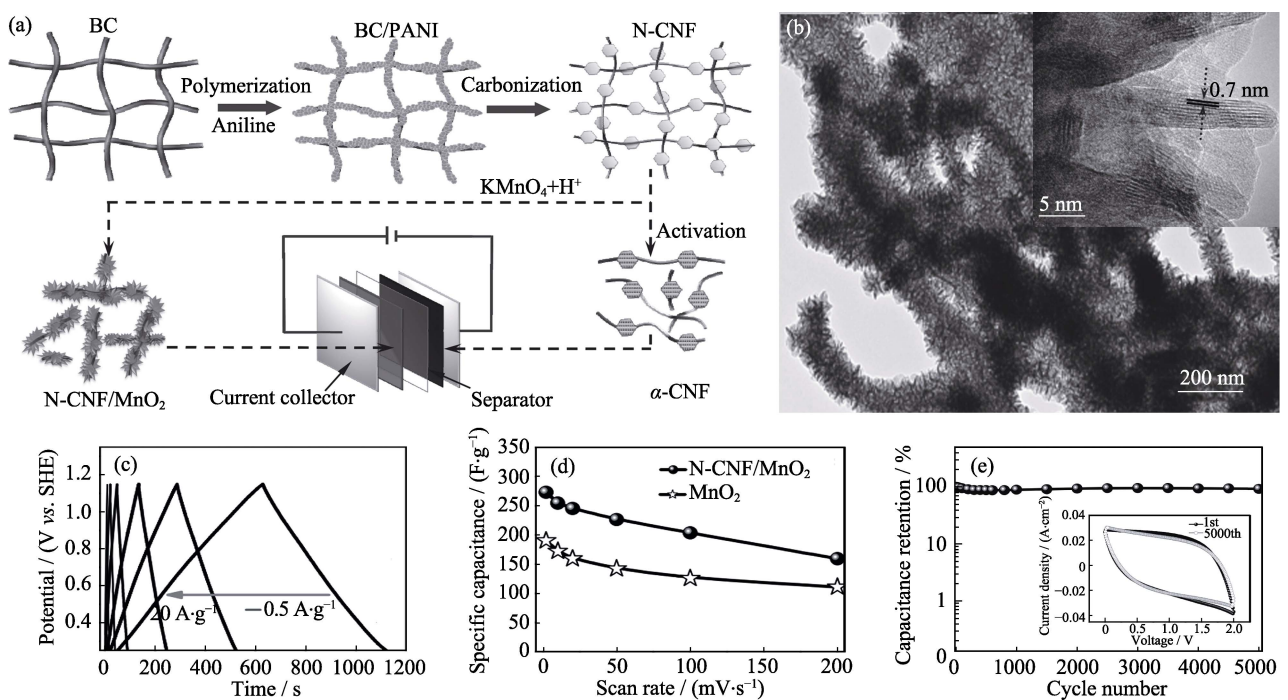 (a)
BC
BC/PANI
N-CNF
Polymerization
Aniline
Carbonization
KMnO₄+H⁺
Activation
N-CNF/MnO₂
Current collector
Separator
α-CNF
(b)
0.7 nm
5 nm
200 nm
(c)
Potential / (V vs. SHE)
1.2
1.0
0.8
0.6
0.4
20 A·g⁻¹
0.5 A·g⁻¹
0 200 400 600 800 1000 1200
Time / s
(d)
Specific capacitance / (F·g⁻¹)
350
300
250
200
150
100
50
0
N-CNF/MnO₂
MnO₂
0 50 100 150 200
Scan rate / (mV·s⁻¹)
(e)
Capacitance retention / %
100
10
1
0
Current density / (A·cm⁻²)
0.04
0.02
0
−0.02
−0.04
1st
5000th
0 0.5 1.0 1.5 2.0
Voltage / V
0 1000 2000 3000 4000 5000
Cycle number